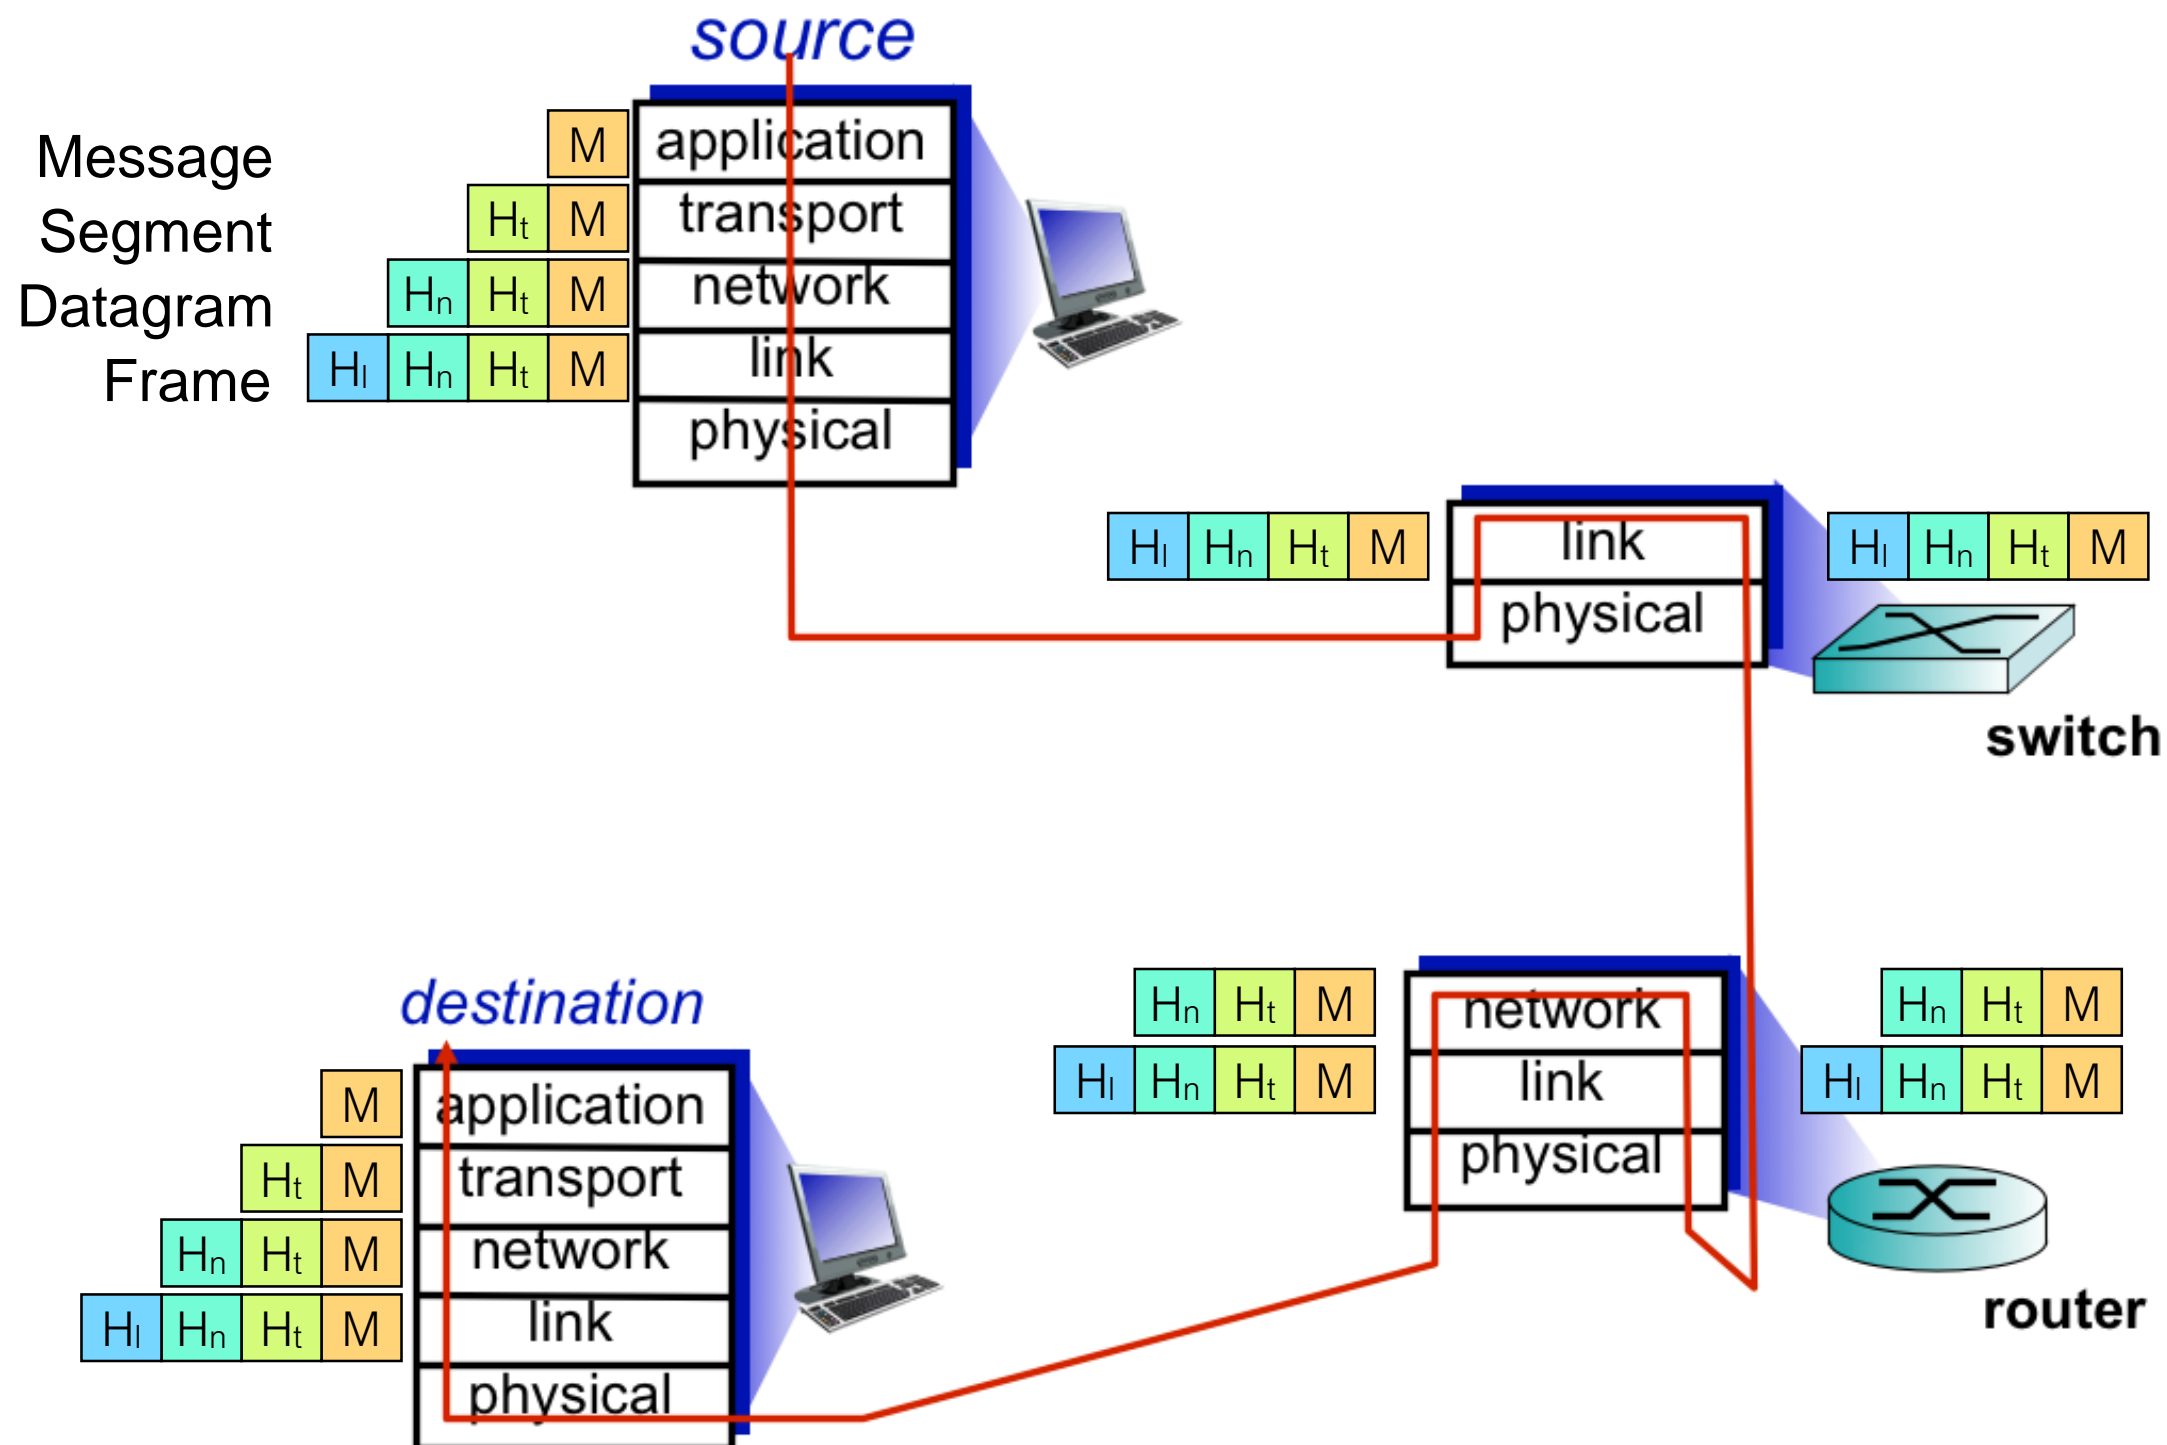 source
Message M application
Segment Ht M transport
Datagram Hn Ht M network
Frame Hl Hn Ht M link
physical
Hl Hn Ht M link Hl Hn Ht M
physical
switch
destination
Hn Ht M network Hn Ht M
Hl Hn Ht M link Hl Hn Ht M
physical
router
M application
Ht M transport
Hn Ht M network
Hl Hn Ht M link
physical